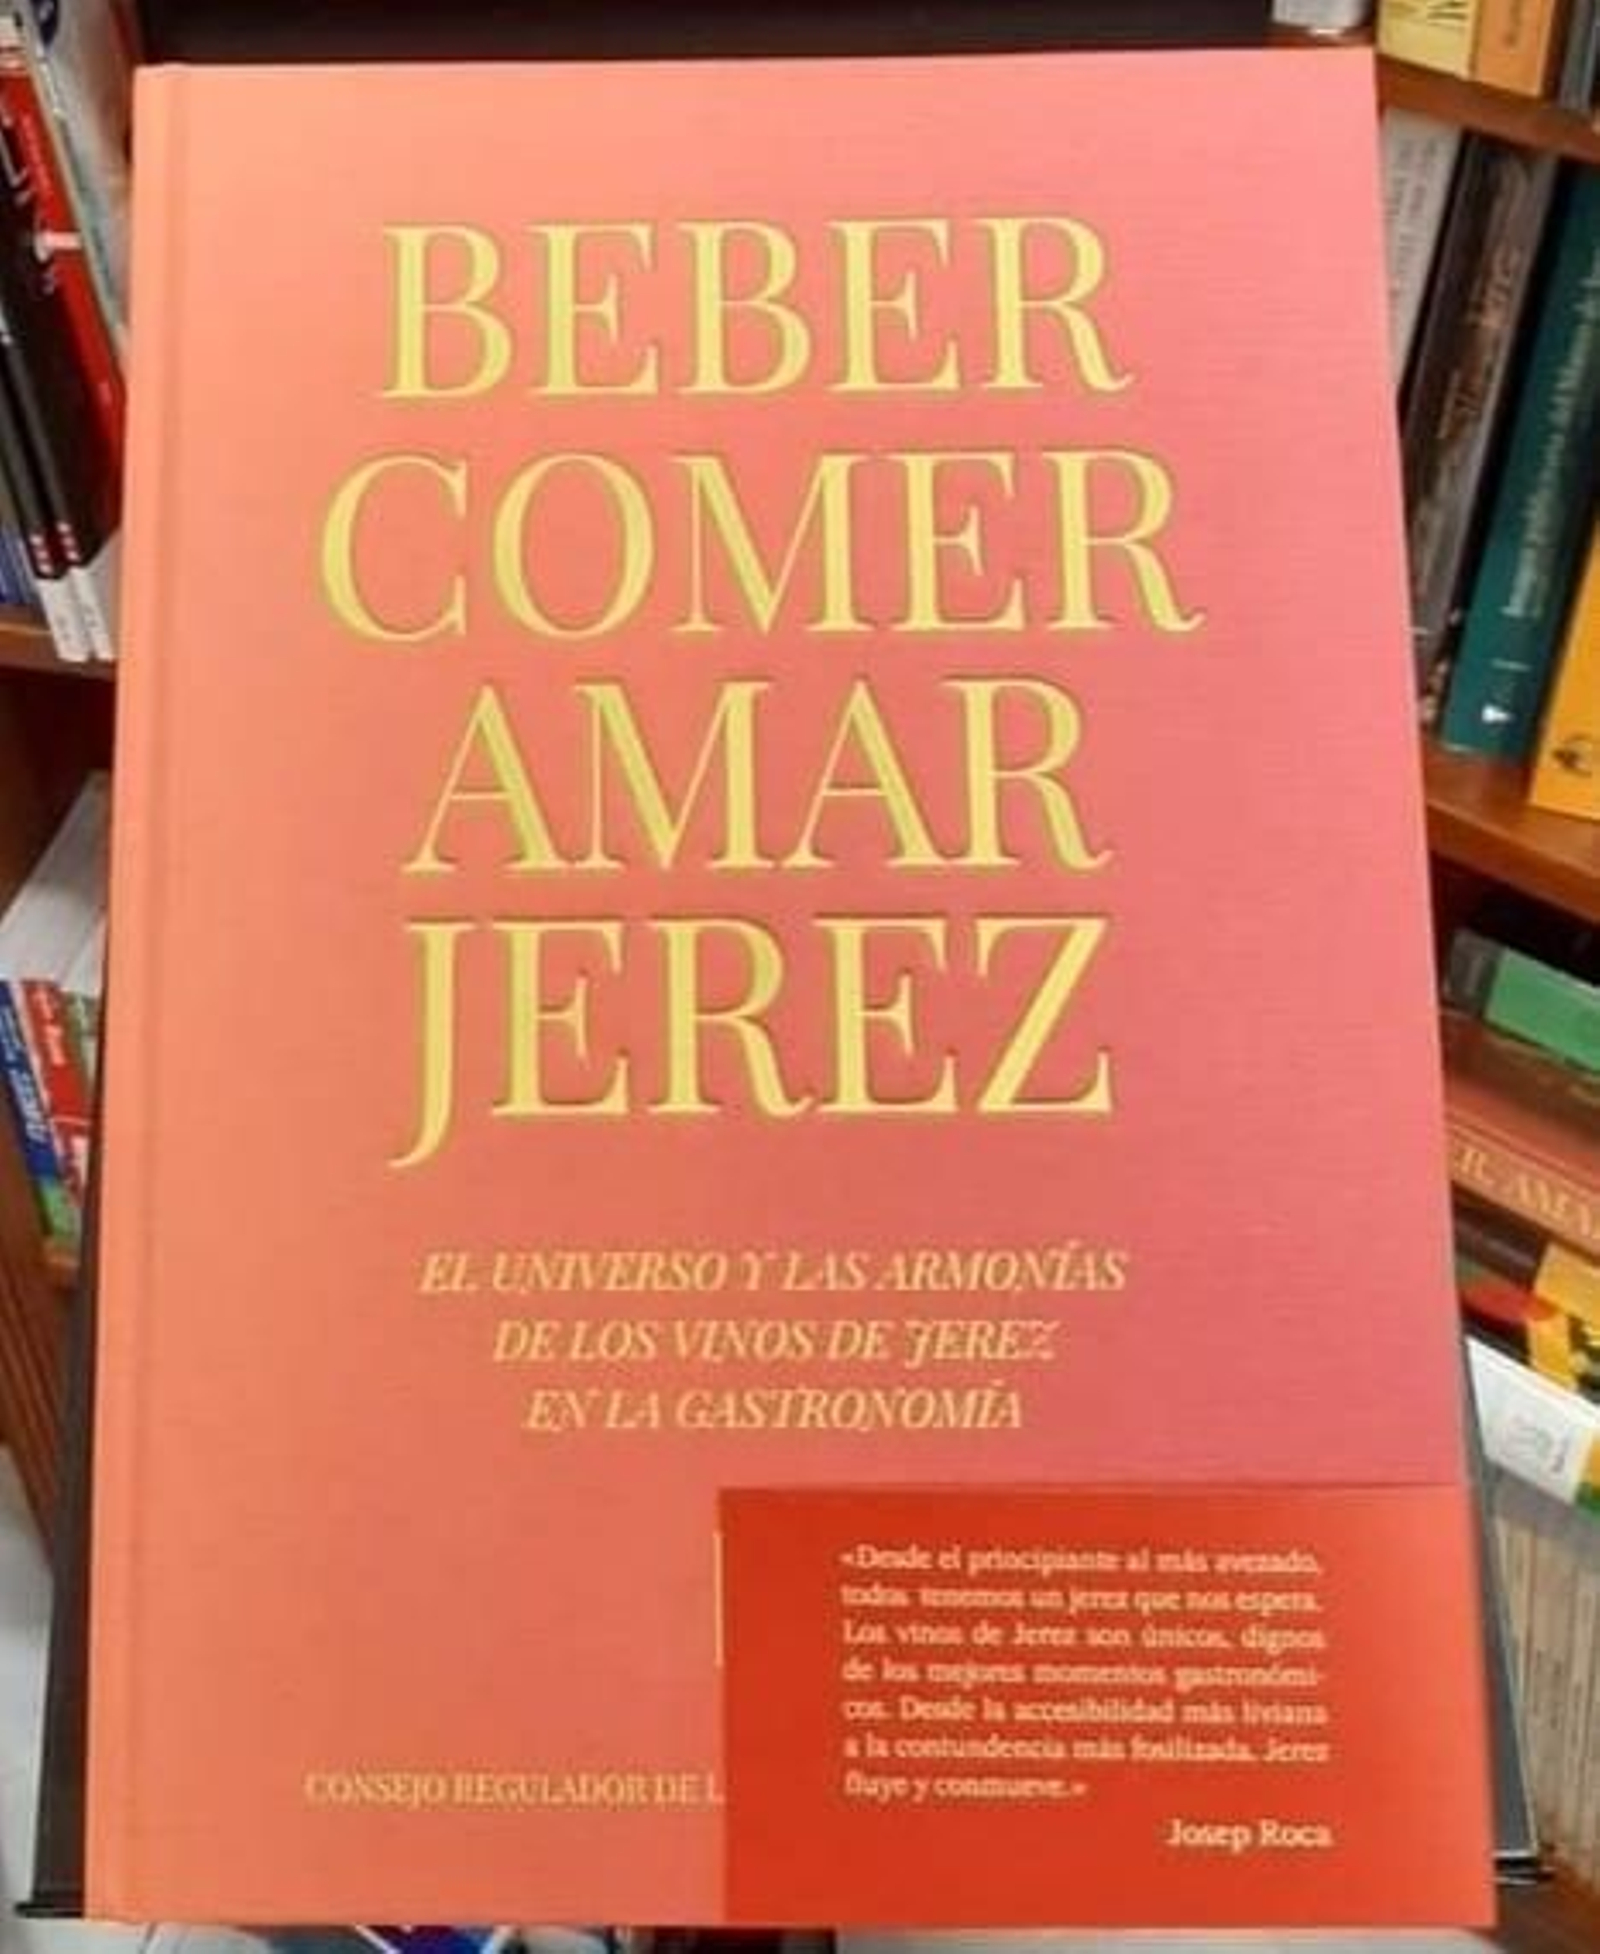 BEBER
COMER
AMAR
JEREZ
EL UNIVERSO Y LAS ARMONÍAS
DE LOS VINOS DE JEREZ
EN LA GASTRONOMÍA
CONSEJO REGULADOR DE L
«Desde el principiante al más avezado,
todos tenemos un jerez que nos espera.
Los vinos de Jerez son únicos, dignos
de los mejores momentos gastronómi-
cos. Desde la accesibilidad más liviana
a la contundencia más fosilizada. Jerez
fluye y conmueve.»
Josep Roca